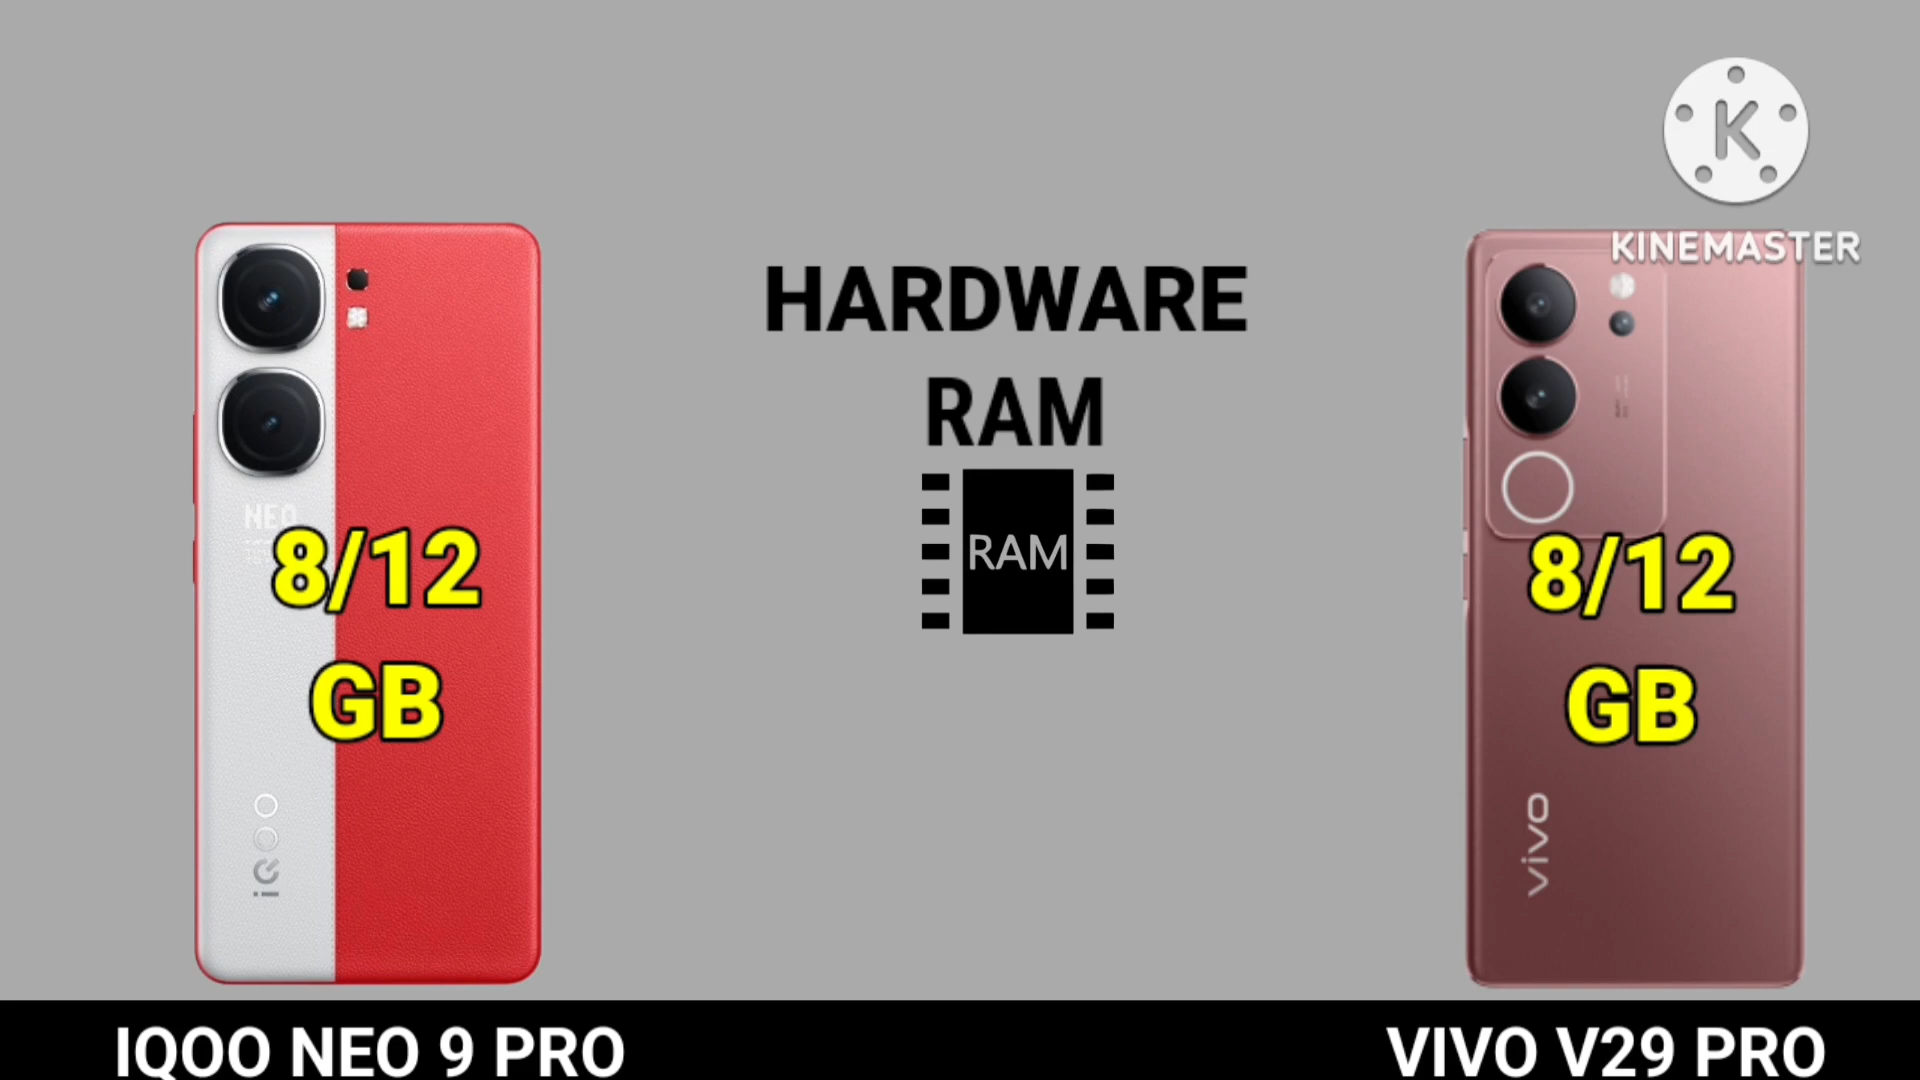 KINEMASTER
HARDWARE
RAM
RAM
NEO
8/12
GB
iQOO
8/12
GB
vivo
IQOO NEO 9 PRO
VIVO V29 PRO